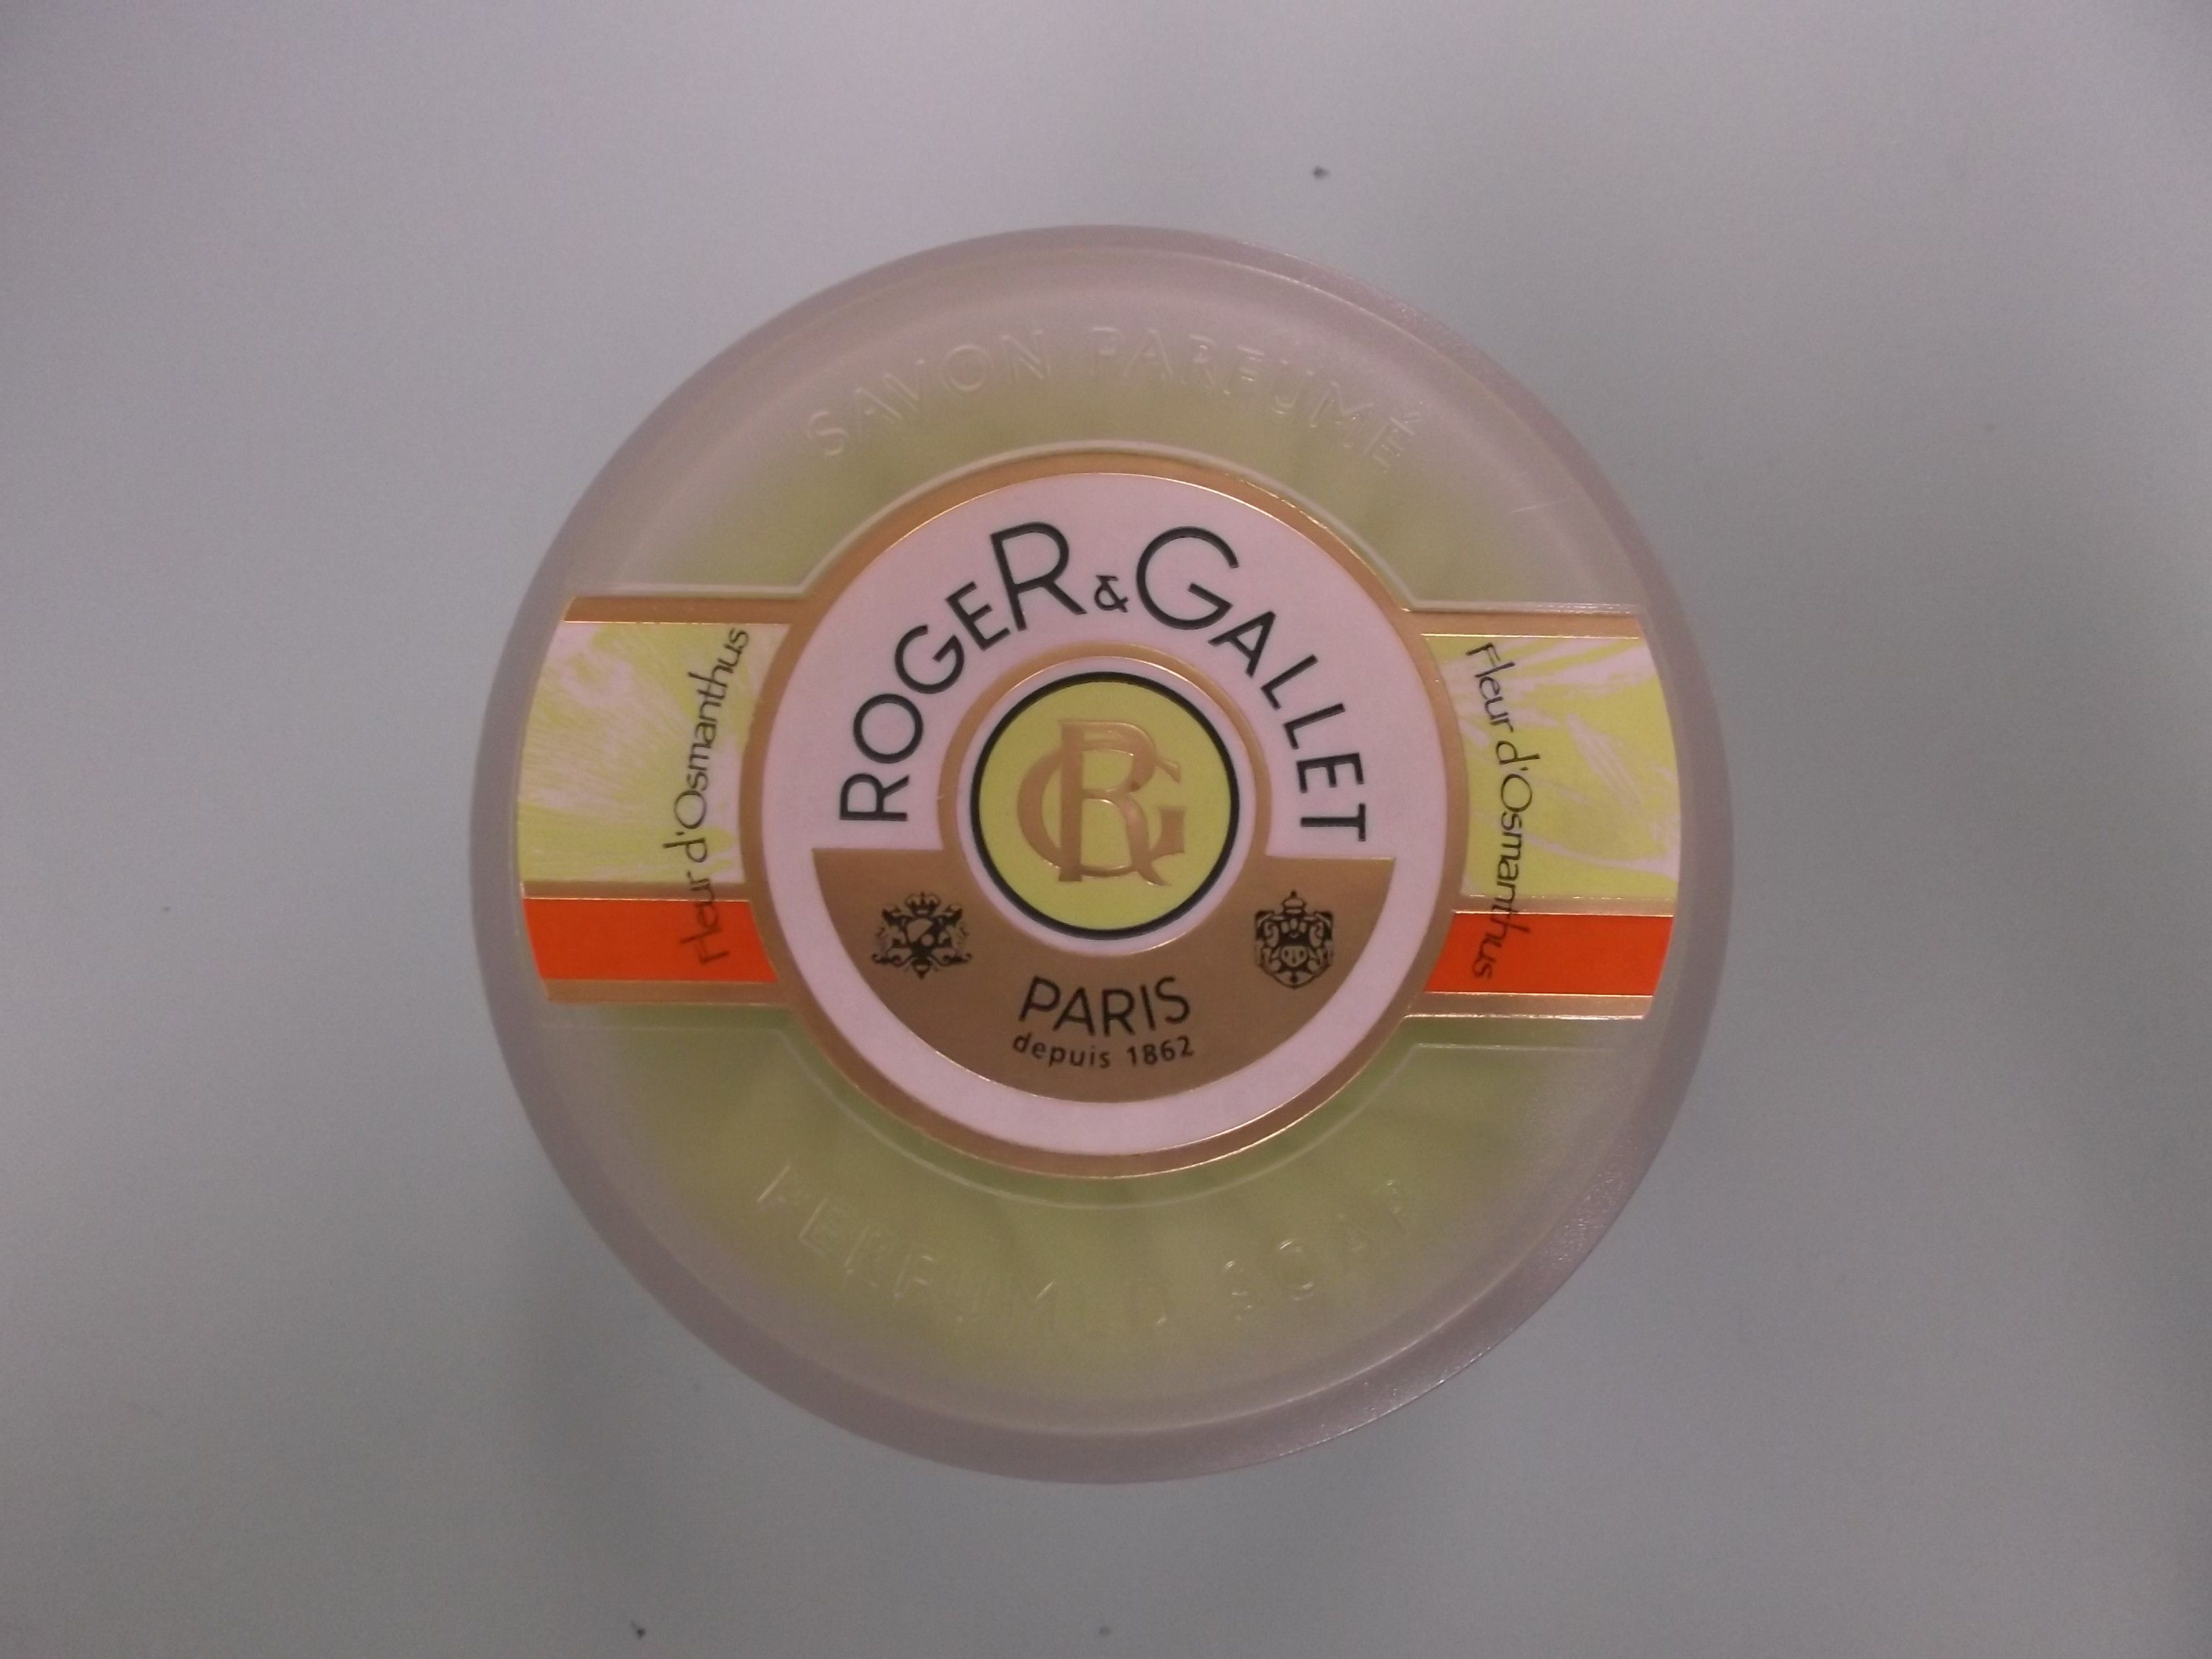 SAVON PARFUMÉ
ROGER & GALLET
RG
Fleur d'Osmanthus
Fleur d'Osmanthus
PARIS
depuis 1862
PERFUMED SOAP